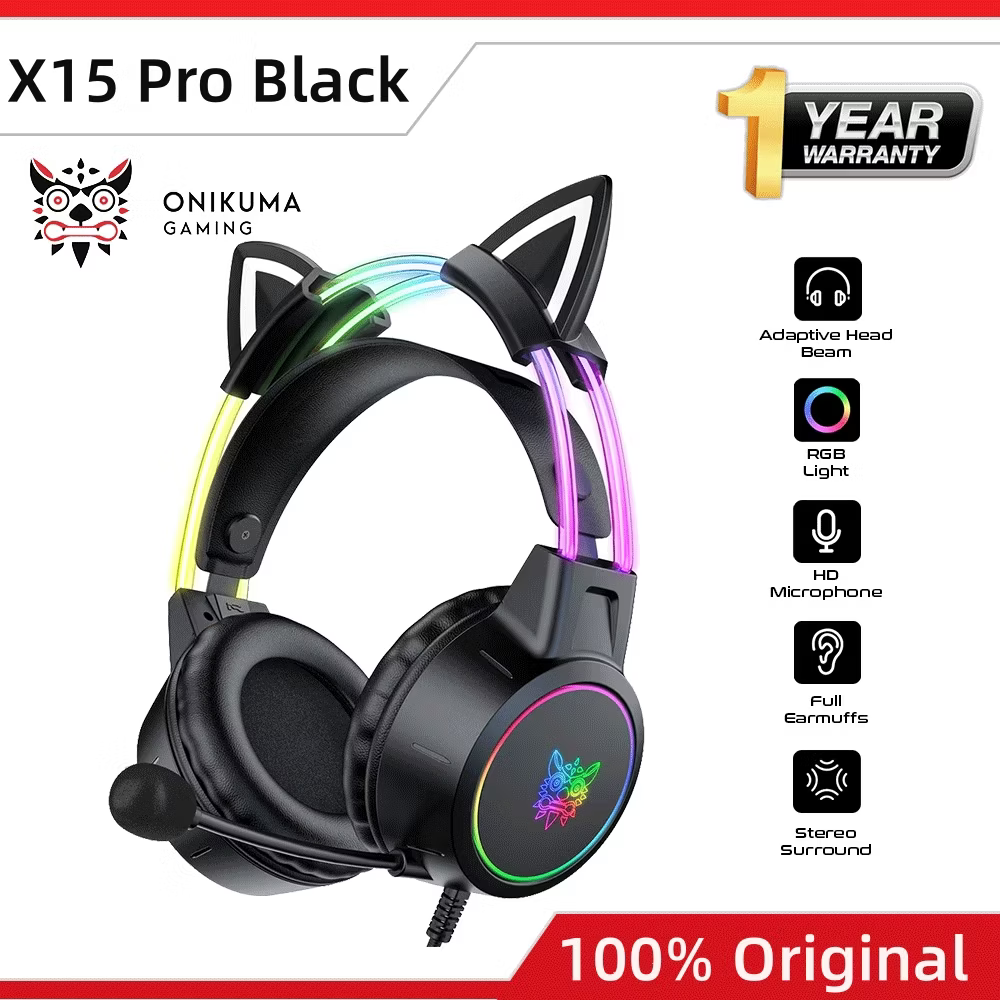 X15 Pro Black
1 YEAR
WARRANTY
ONIKUMA
GAMING
Adaptive Head
Beam
RGB
Light
HD
Microphone
Full
Earmuffs
Stereo
Surround
100% Original